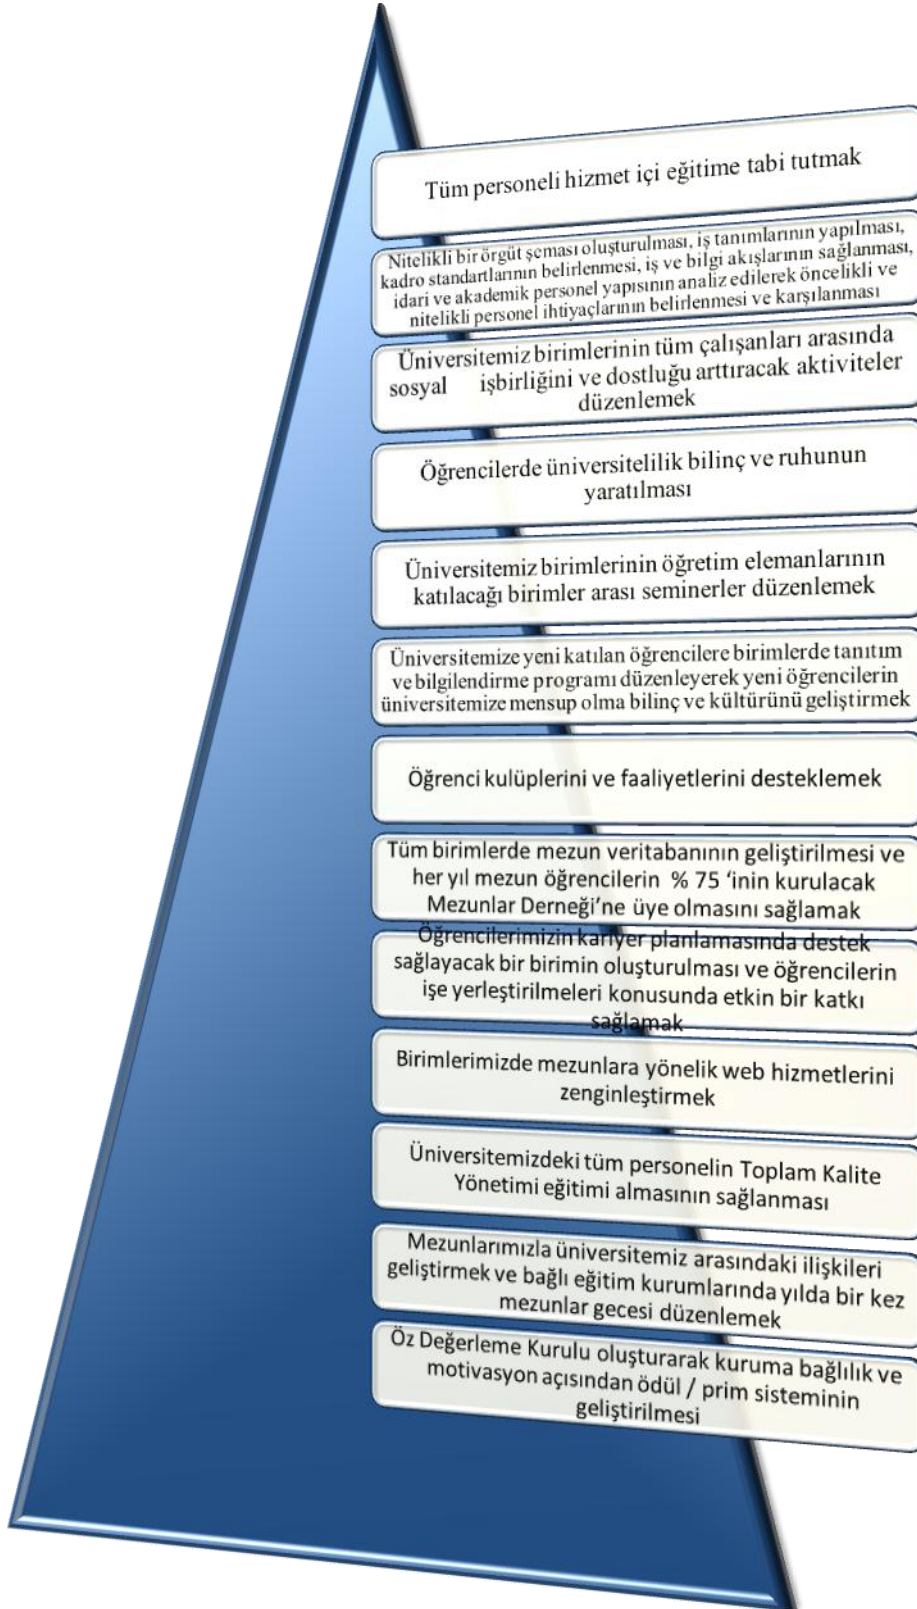 Tüm personeli hizmet içi eğitime tabi tutmak
Nitelikli bir örgüt şeması oluşturulması, iş tanımlarının yapılması,
kadro standartlarının belirlenmesi, iş ve bilgi akışlarının sağlanması,
idari ve akademik personel yapısının analiz edilerek öncelikli ve
nitelikli personel ihtiyaçlarının belirlenmesi ve karşılanması
Üniversitemiz birimlerinin tüm çalışanları arasında
sosyal işbirliğini ve dostluğu arttıracak aktiviteler
düzenlemek
Öğrencilerde üniversitelilik bilinç ve ruhunun
yaratılması
Üniversitemiz birimlerinin öğretim elemanlarının
katılacağı birimler arası seminerler düzenlemek
Üniversitemize yeni katılan öğrencilere birimlerde tanıtım
ve bilgilendirme programı düzenleyerek yeni öğrencilerin
üniversitemize mensup olma bilinç ve kültürünü geliştirmek
Öğrenci kulüplerini ve faaliyetlerini desteklemek
Tüm birimlerde mezun veritabanının geliştirilmesi ve
her yıl mezun öğrencilerin % 75 ‘inin kurulacak
Mezunlar Derneği’ne üye olmasını sağlamak
Öğrencilerimizin kariyer planlamasında destek
sağlayacak bir birimin oluşturulması ve öğrencilerin
işe yerleştirilmeleri konusunda etkin bir katkı
sağlamak
Birimlerimizde mezunlara yönelik web hizmetlerini
zenginleştirmek
Üniversitemizdeki tüm personelin Toplam Kalite
Yönetimi eğitimi almasının sağlanması
Mezunlarımızla üniversitemiz arasındaki ilişkileri
geliştirmek ve bağlı eğitim kurumlarında yılda bir kez
mezunlar gecesi düzenlemek
Öz Değerleme Kurulu oluşturarak kuruma bağlılık ve
motivasyon açısından ödül / prim sisteminin
geliştirilmesi